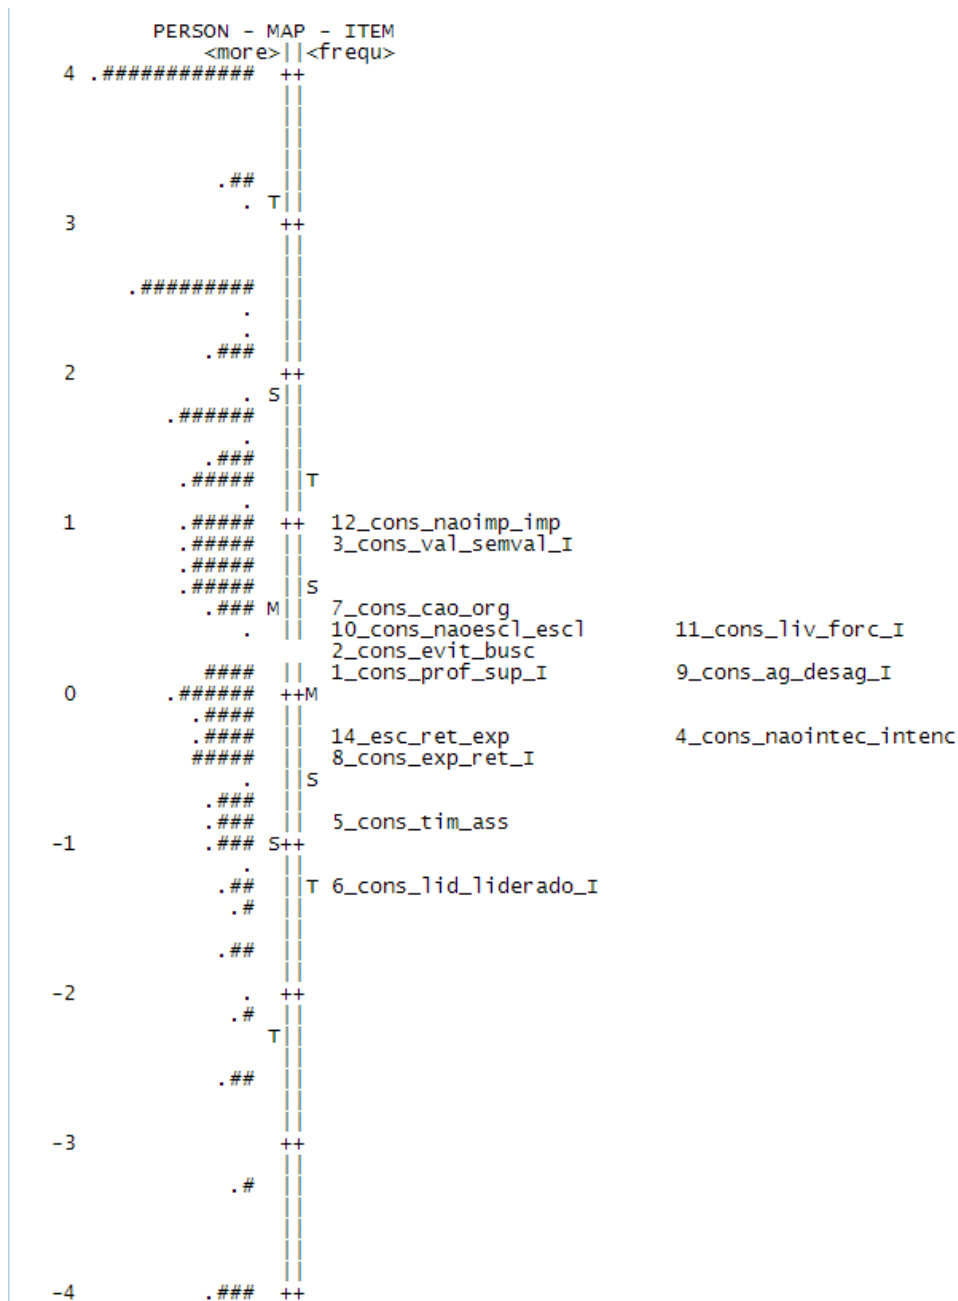 PERSON - MAP - ITEM
<more>||<frequ>
4 .############ ++
||
||
||
||
.## ||
. T||
3 ++
||
||
.######### ||
. ||
. ||
.### ||
2 ++
. S||
.###### ||
. ||
.### ||
.##### ||T
. ||
1 .##### ++ 12_cons_naoimp_imp
.##### || 3_cons_val_semval_I
.##### ||
.##### ||S
.### M|| 7_cons_cao_org
. || 10_cons_naoescl_escl 11_cons_liv_forc_I
2_cons_evit_busc
#### || 1_cons_prof_sup_I 9_cons_ag_desag_I
0 .###### ++M
.#### ||
.#### || 14_esc_ret_exp 4_cons_naointec_intenc
##### || 8_cons_exp_ret_I
. ||S
.### ||
.### || 5_cons_tim_ass
-1 .### S++
. ||
.## ||T 6_cons_lid_liderado_I
.# ||
||
.## ||
||
-2 . ++
.# ||
T||
||
.## ||
||
||
-3 ++
||
.# ||
||
||
||
||
-4 .### ++